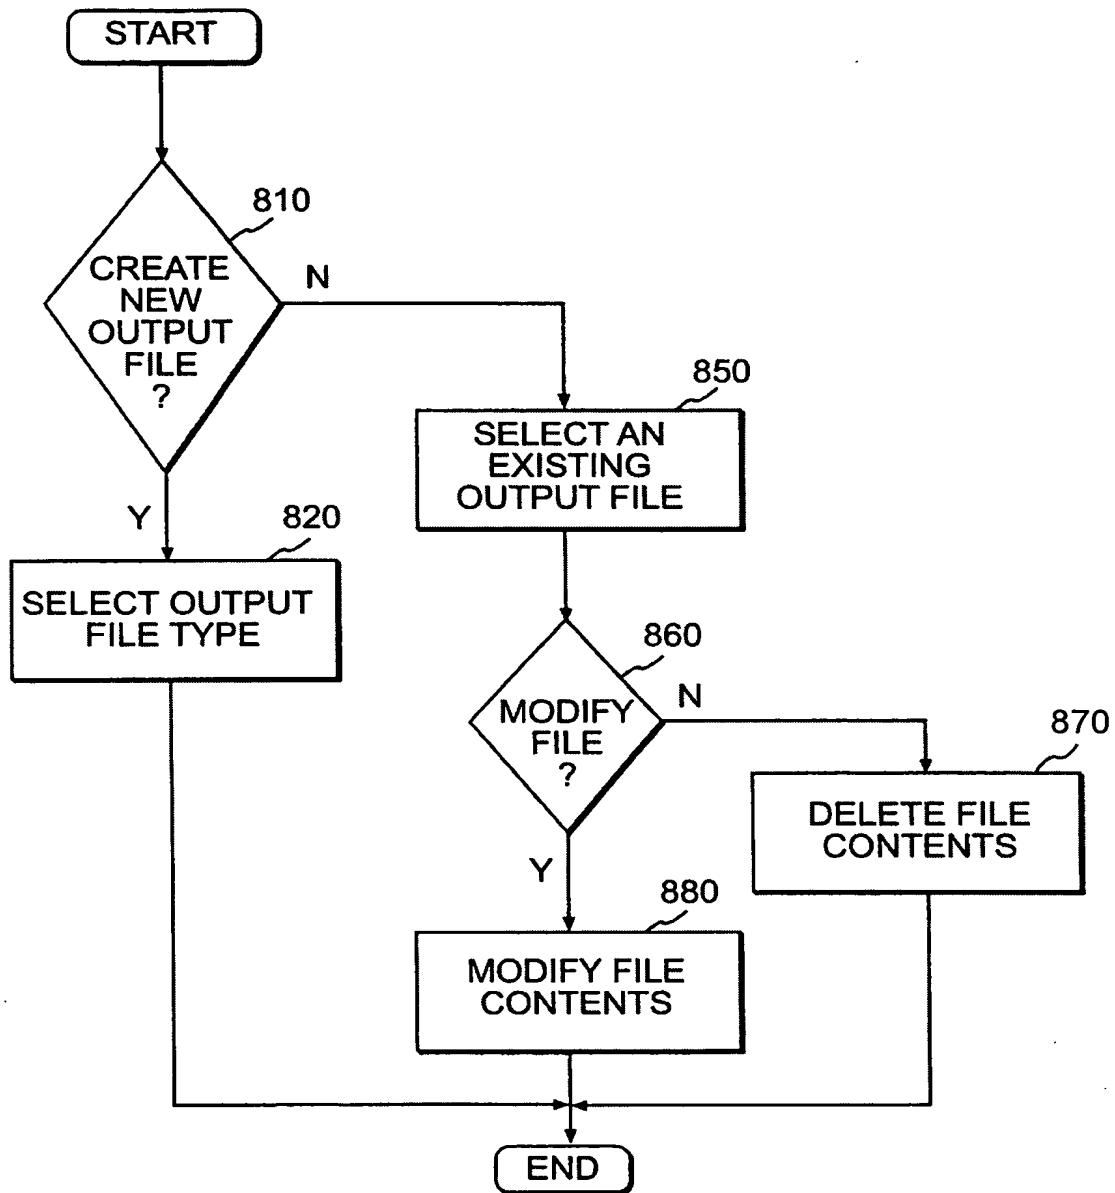 START
810
CREATE
NEW
OUTPUT
FILE
?
N
Y
820
SELECT OUTPUT
FILE TYPE
850
SELECT AN
EXISTING
OUTPUT FILE
860
MODIFY
FILE
?
N
Y
870
DELETE FILE
CONTENTS
880
MODIFY FILE
CONTENTS
END